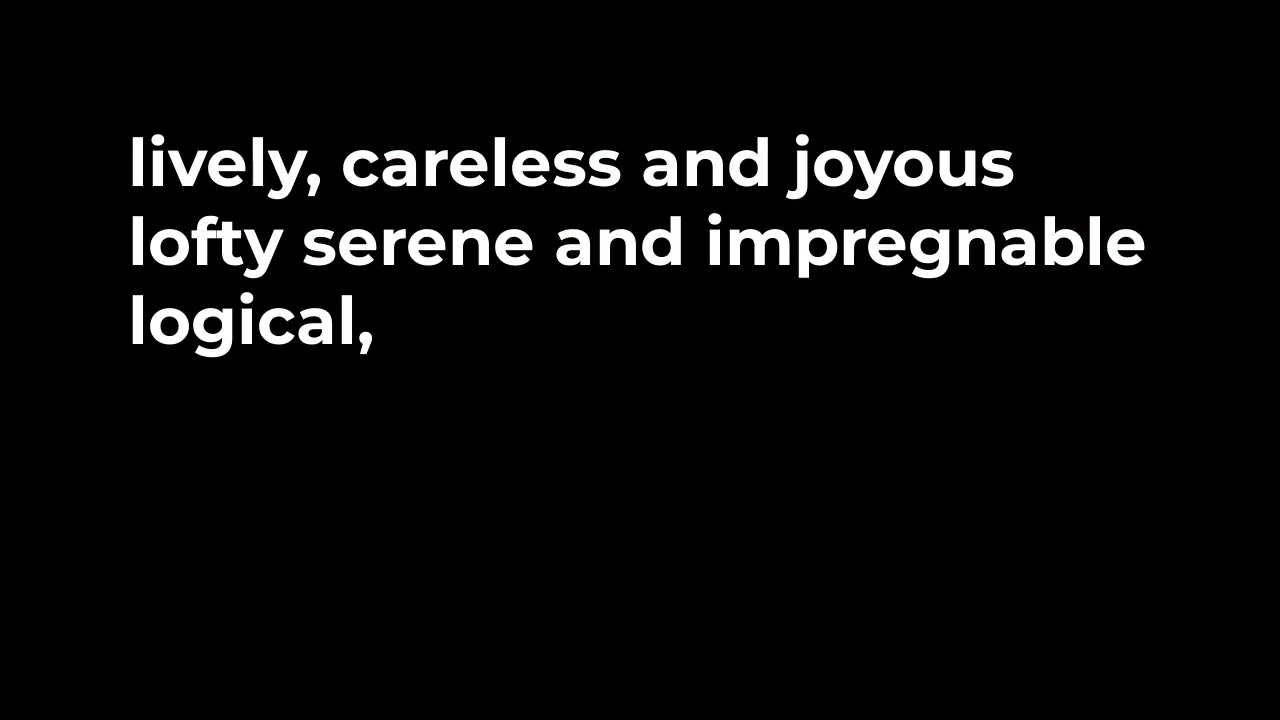 lively, careless and joyous
lofty serene and impregnable
logical,